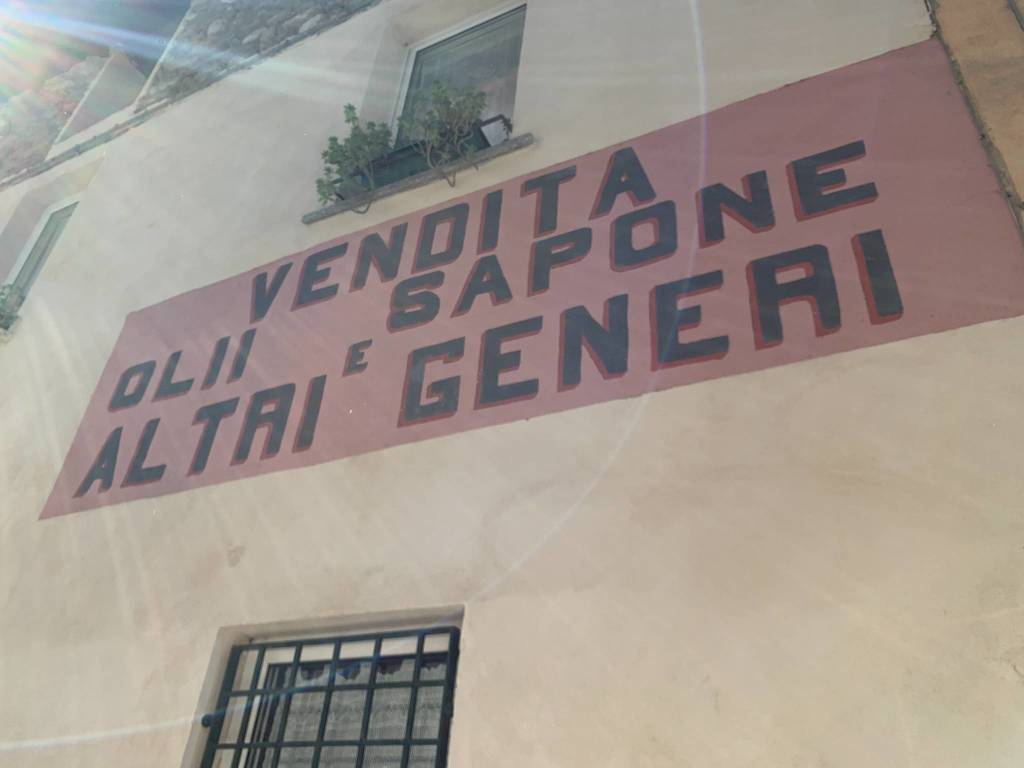 VENDITA
OLII SAPONE
ALTRI E GENERI